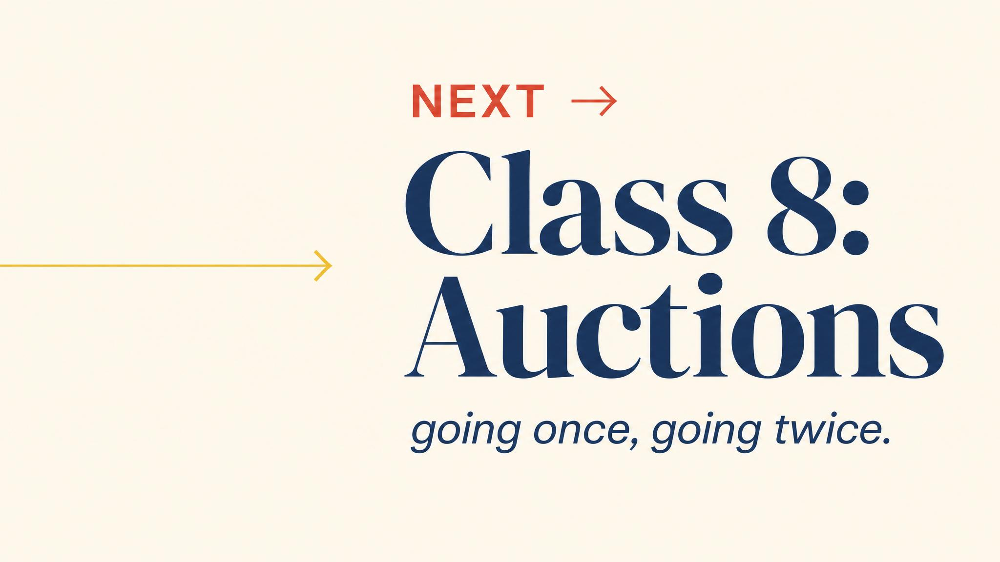 NEXT →
Class 8:
Auctions
going once, going twice.